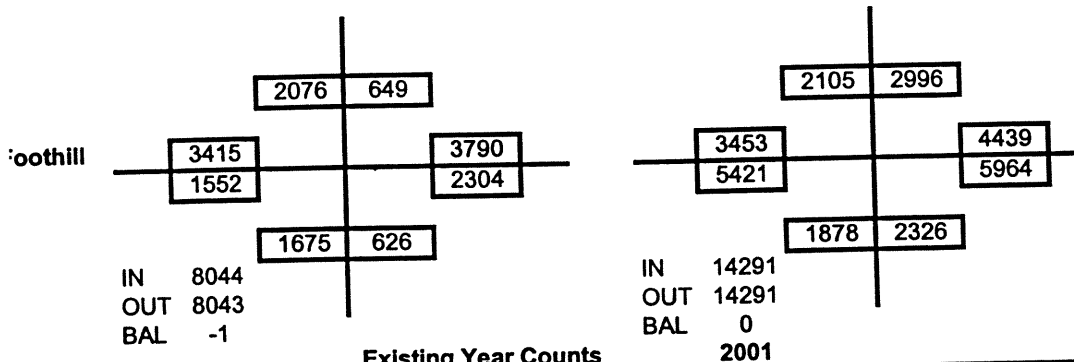 2076 649
2105 2996
oothill
3415 3790
1552 2304
3453 4439
5421 5964
1675 626
1878 2326
IN 8044
OUT 8043
BAL -1
IN 14291
OUT 14291
BAL 0
Existing Year Counts 2001